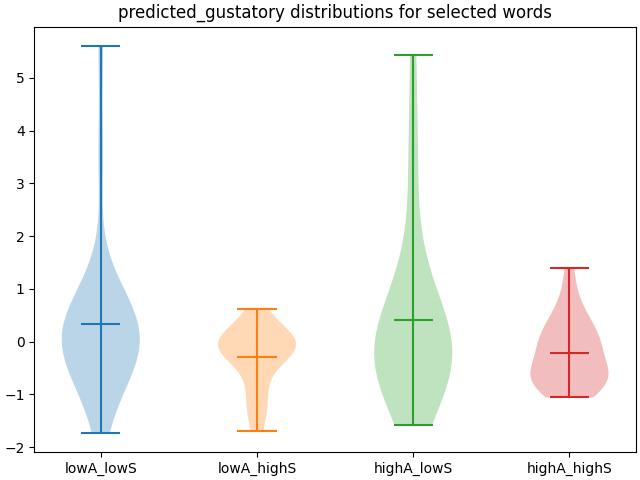 predicted_gustatory distributions for selected words
5
4
3
2
1
0
−1
−2
lowA_lowS
lowA_highS
highA_lowS
highA_highS